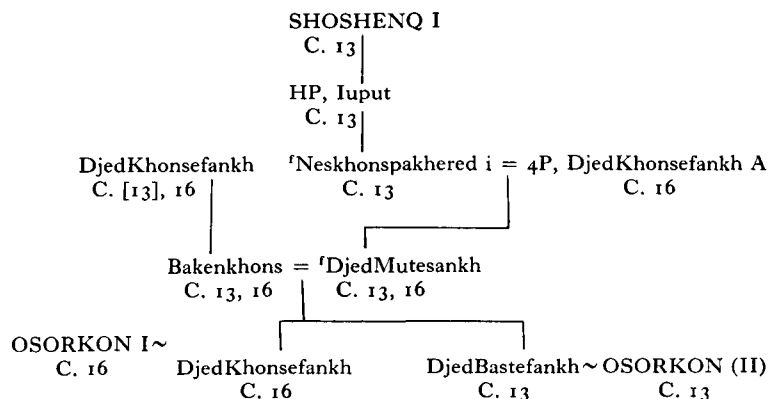 SHOSHENQ I
C. 13
HP, Iuput
C. 13
DjedKhonsefankh ᶠNeskhonspakhered i = 4P, DjedKhonsefankh A
C. [13], 16 C. 13 C. 16
Bakenkhons = ᶠDjedMutesankh
C. 13, 16 C. 13, 16
OSORKON I~ DjedKhonsefankh DjedBastefankh~OSORKON (II)
C. 16 C. 16 C. 13 C. 13